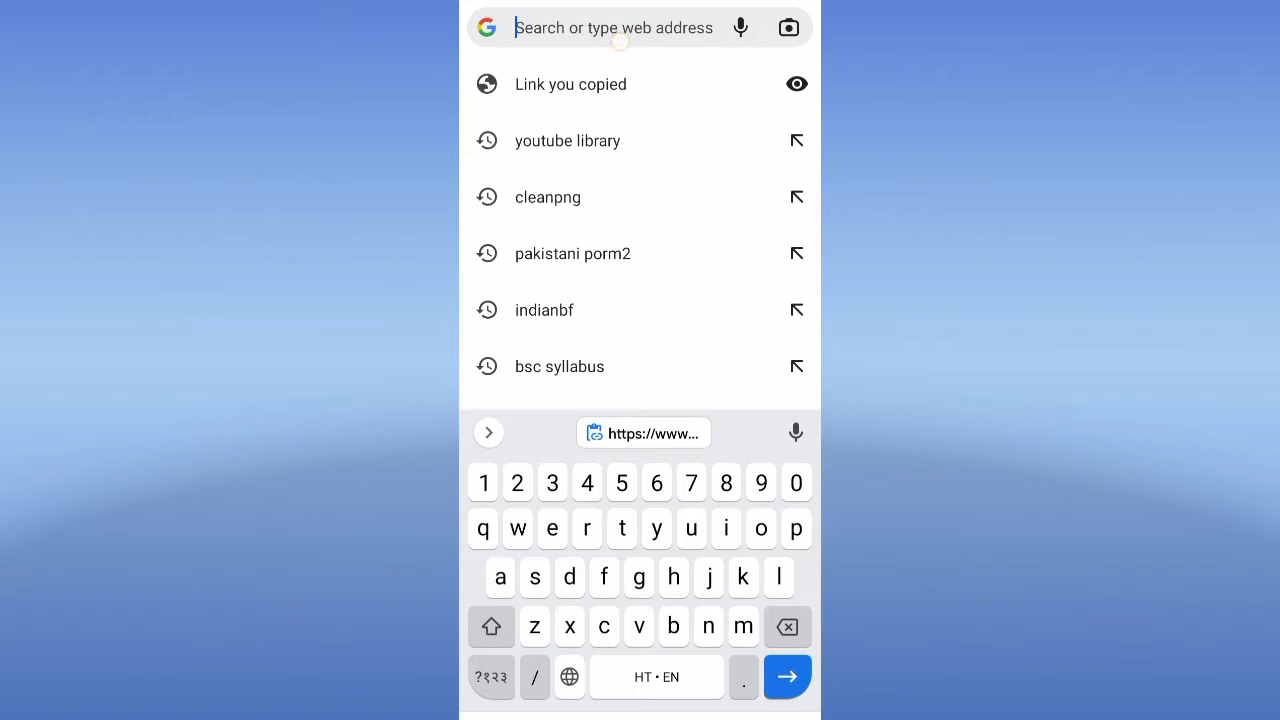 Search or type web address
Link you copied
youtube library
cleanpng
pakistani porm2
indianbf
bsc syllabus
https://www...
1 2 3 4 5 6 7 8 9 0
q w e r t y u i o p
a s d f g h j k l
z x c v b n m
?१२३ / HT • EN .